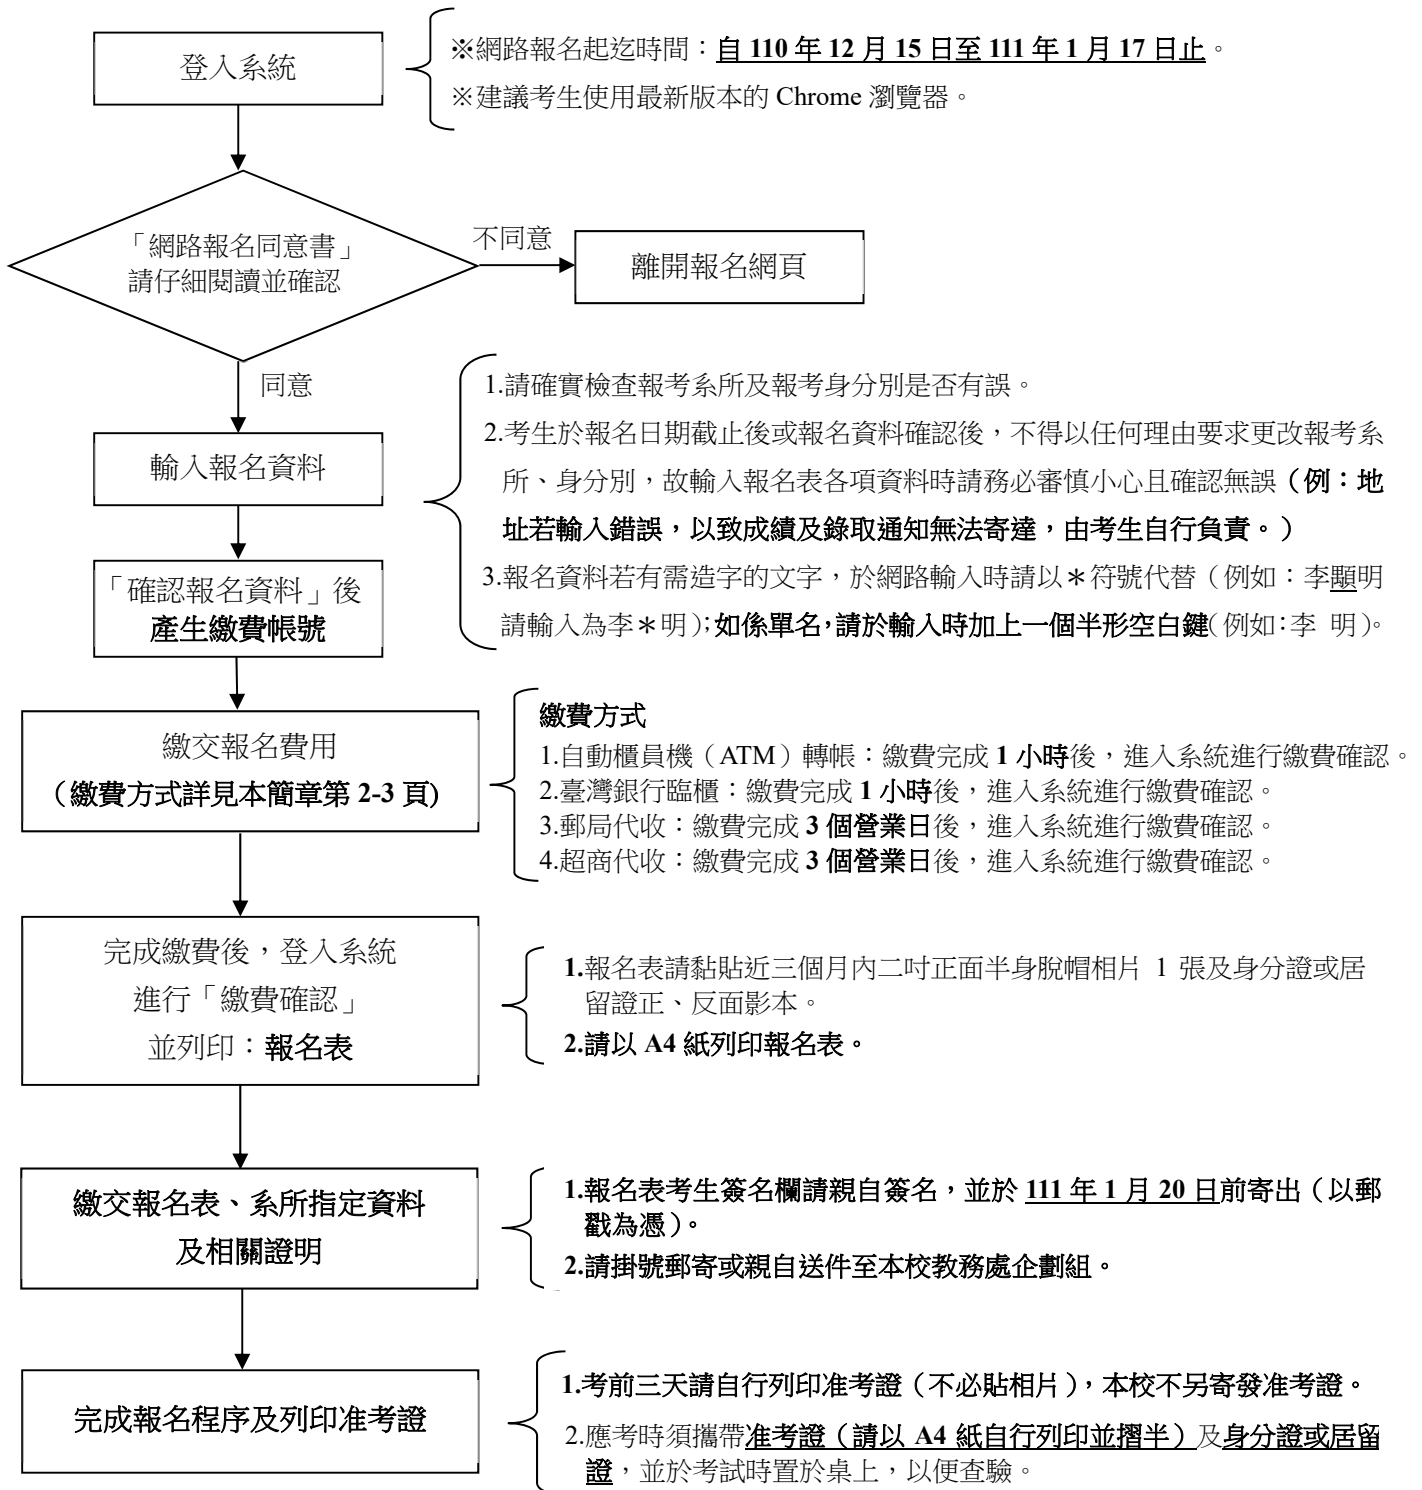 登入系統
※網路報名起迄時間：自 110 年 12 月 15 日至 111 年 1 月 17 日止。
※建議考生使用最新版本的 Chrome 瀏覽器。
「網路報名同意書」
請仔細閱讀並確認
不同意
離開報名網頁
同意
輸入報名資料
1.請確實檢查報考系所及報考身分別是否有誤。
2.考生於報名日期截止後或報名資料確認後，不得以任何理由要求更改報考系
所、身分別，故輸入報名表各項資料時請務必審慎小心且確認無誤（例：地
址若輸入錯誤，以致成績及錄取通知無法寄達，由考生自行負責。）
3.報名資料若有需造字的文字，於網路輸入時請以＊符號代替（例如：李顯明
請輸入為李＊明）；如係單名，請於輸入時加上一個半形空白鍵（例如：李 明）。
「確認報名資料」後
產生繳費帳號
繳交報名費用
（繳費方式詳見本簡章第 2-3 頁）
繳費方式
1.自動櫃員機（ATM）轉帳：繳費完成 1 小時後，進入系統進行繳費確認。
2.臺灣銀行臨櫃：繳費完成 1 小時後，進入系統進行繳費確認。
3.郵局代收：繳費完成 3 個營業日後，進入系統進行繳費確認。
4.超商代收：繳費完成 3 個營業日後，進入系統進行繳費確認。
完成繳費後，登入系統
進行「繳費確認」
並列印：報名表
1.報名表請黏貼近三個月內二吋正面半身脫帽相片 1 張及身分證或居
留證正、反面影本。
2.請以 A4 紙列印報名表。
繳交報名表、系所指定資料
及相關證明
1.報名表考生簽名欄請親自簽名，並於 111 年 1 月 20 日前寄出（以郵
戳為憑）。
2.請掛號郵寄或親自送件至本校教務處企劃組。
完成報名程序及列印准考證
1.考前三天請自行列印准考證（不必貼相片），本校不另寄發准考證。
2.應考時須攜帶准考證（請以 A4 紙自行列印並摺半）及身分證或居留
證，並於考試時置於桌上，以便查驗。